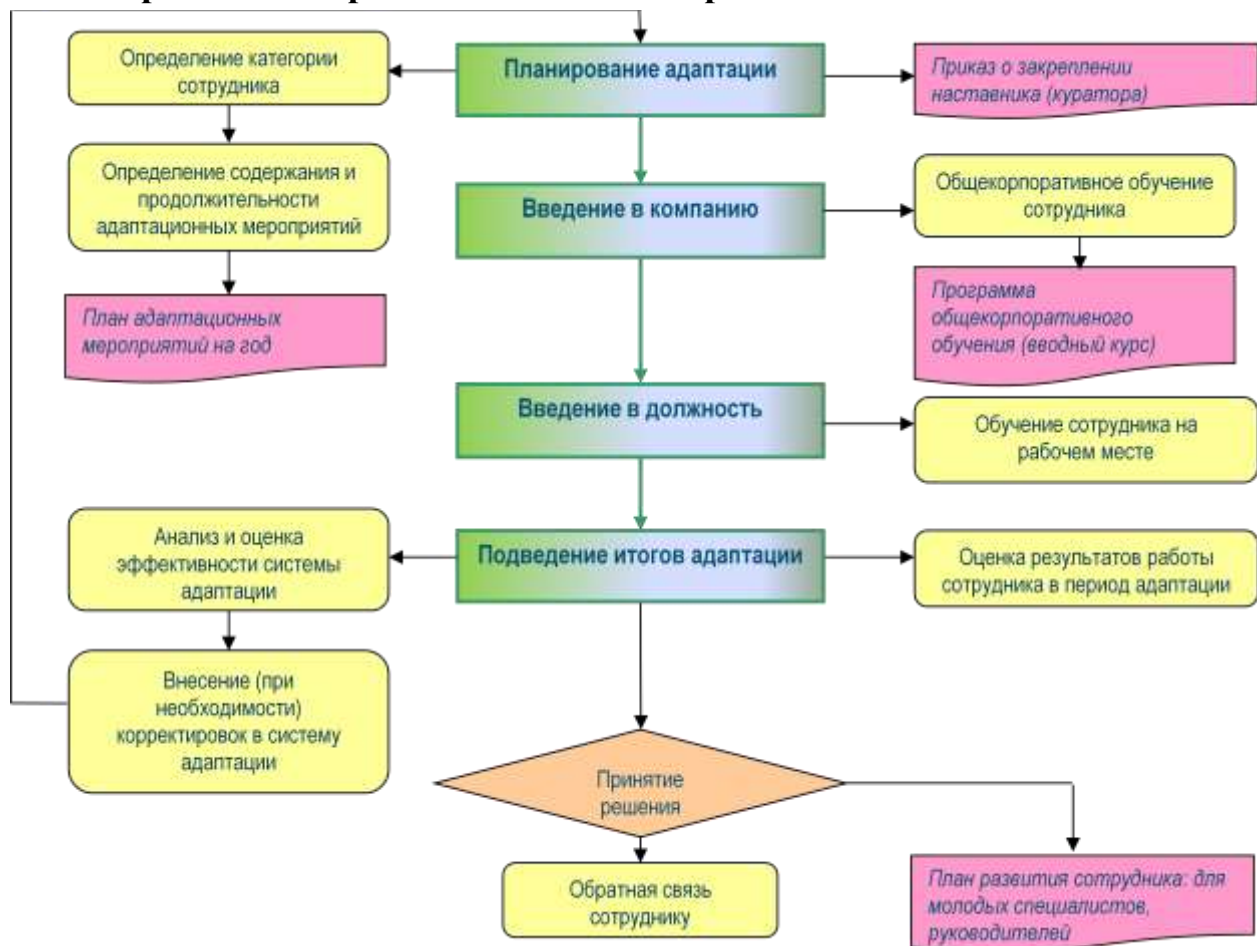 Определение категории
сотрудника
Планирование адаптации
Приказ о закреплении
наставника (куратора)
Определение содержания и
продолжительности
адаптационных мероприятий
Введение в компанию
Общекорпоративное обучение
сотрудника
План адаптационных
мероприятий на год
Программа
общекорпоративного
обучения (вводный курс)
Введение в должность
Обучение сотрудника на
рабочем месте
Анализ и оценка
эффективности системы
адаптации
Подведение итогов адаптации
Оценка результатов работы
сотрудника в период адаптации
Внесение (при
необходимости)
корректировок в систему
адаптации
Принятие
решения
Обратная связь
сотруднику
План развития сотрудника: для
молодых специалистов,
руководителей